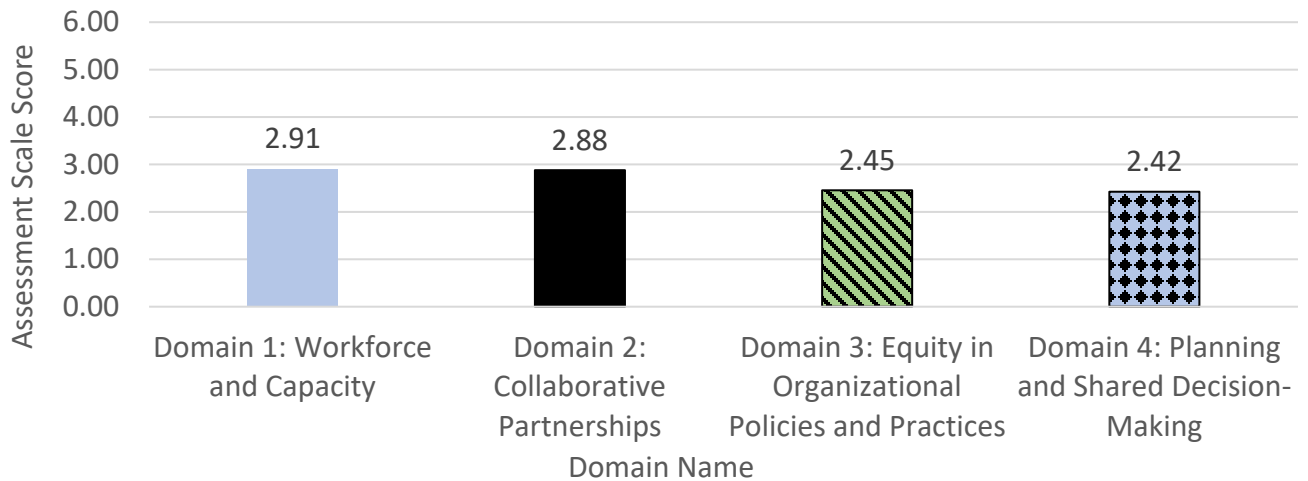 Assessment Scale Score
6.00
5.00
4.00
3.00
2.00
1.00
0.00
2.91
2.88
2.45
2.42
Domain 1: Workforce
and Capacity
Domain 2:
Collaborative
Partnerships
Domain 3: Equity in
Organizational
Policies and Practices
Domain 4: Planning
and Shared Decision-
Making
Domain Name